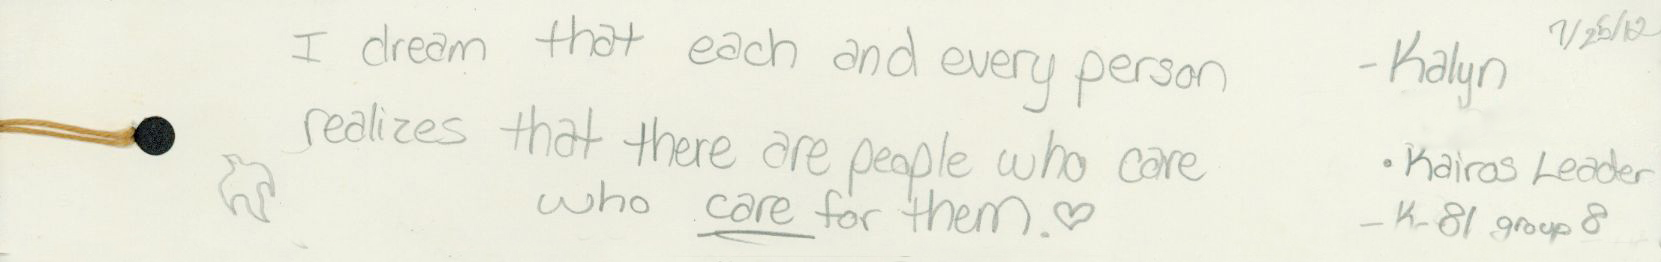 I dream that each and every person
realizes that there are people who care
who care for them. ♡
7/25/12
- Kalyn
• Kairos Leader
- K-81 group 8